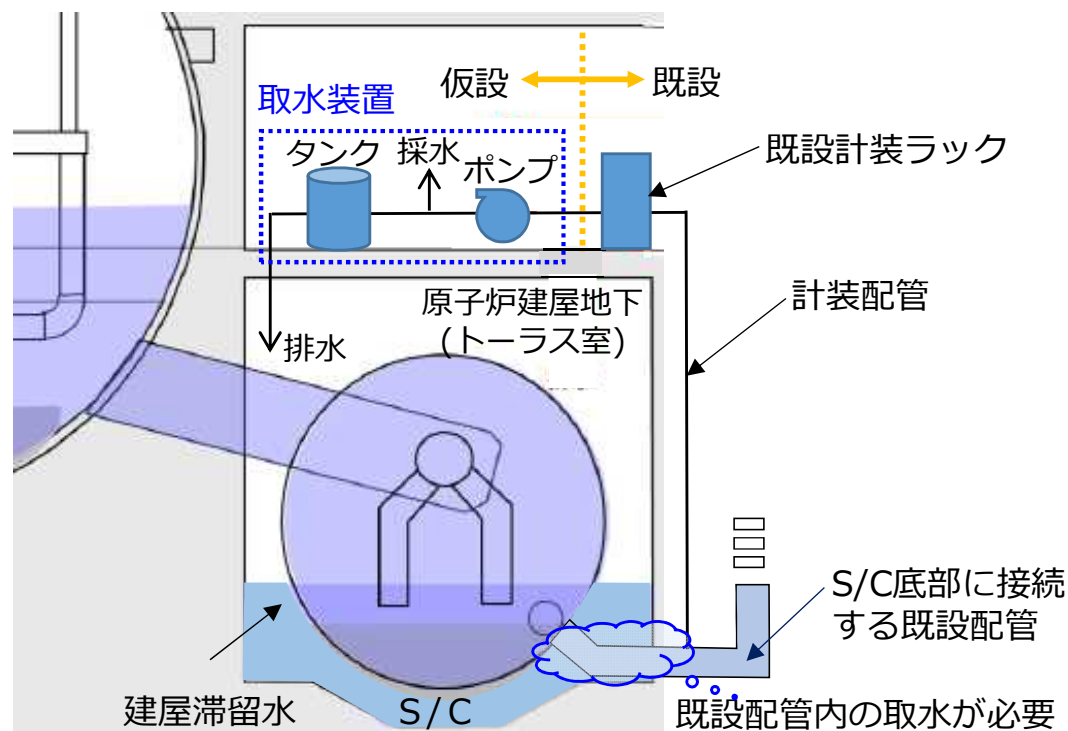 仮設
既設
取水装置
タンク
採水
ポンプ
既設計装ラック
計装配管
原子炉建屋地下
(トーラス室)
排水
S/C底部に接続
する既設配管
建屋滞留水
S/C
既設配管内の取水が必要